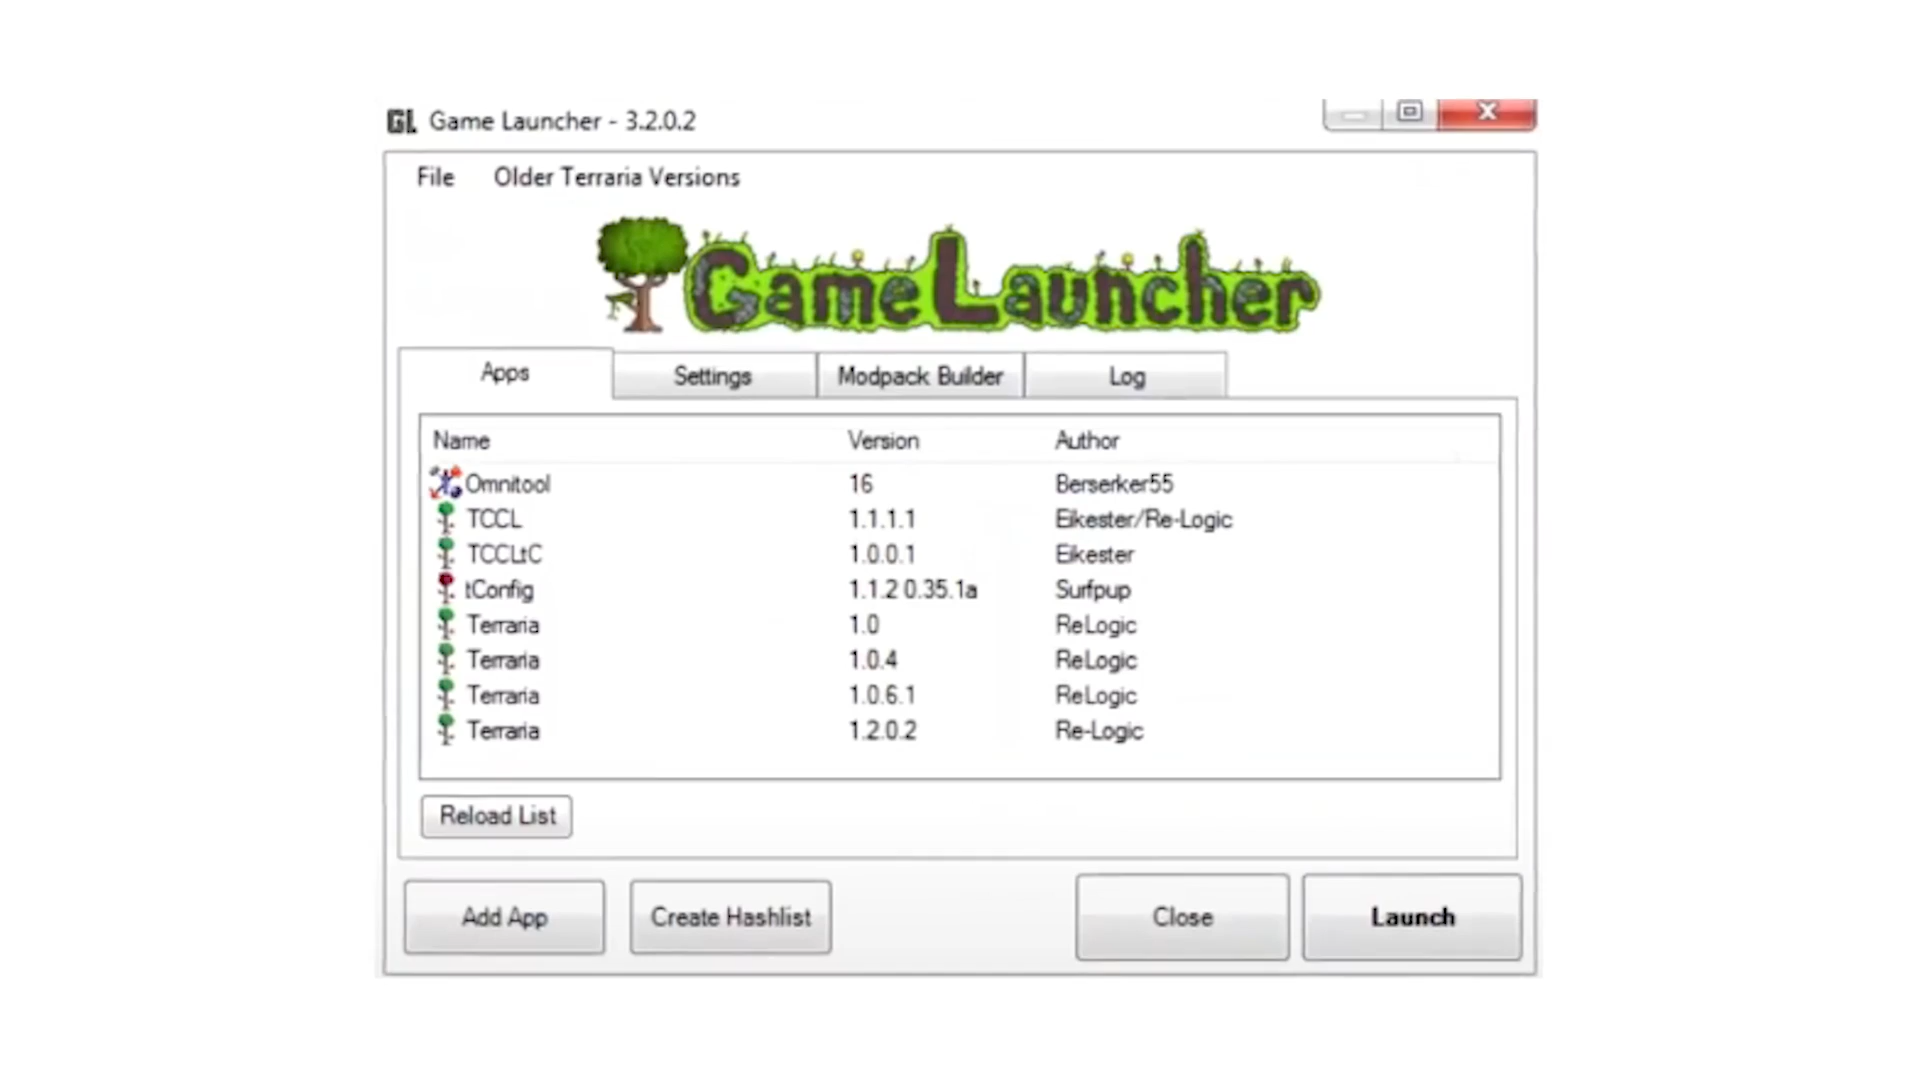 GL Game Launcher - 3.2.0.2
File Older Terraria Versions
Game Launcher
Apps Settings Modpack Builder Log
Name Version Author
Omnitool 16 Berserker55
TCCL 1.1.1.1 Eikester/Re-Logic
TCCLtC 1.0.0.1 Eikester
tConfig 1.1.2 0.35.1a Surfpup
Terraria 1.0 ReLogic
Terraria 1.0.4 ReLogic
Terraria 1.0.6.1 ReLogic
Terraria 1.2.0.2 Re-Logic
Reload List
Add App Create Hashlist Close Launch